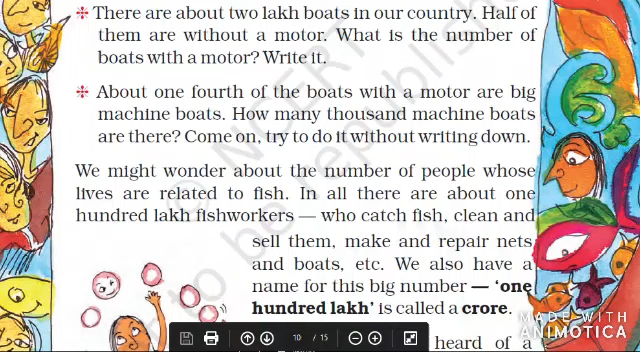 ❉ There are about two lakh boats in our country. Half of
them are without a motor. What is the number of
boats with a motor? Write it.
❉ About one fourth of the boats with a motor are big
machine boats. How many thousand machine boats
are there? Come on, try to do it without writing down.
We might wonder about the number of people whose
lives are related to fish. In all there are about one
hundred lakh fishworkers — who catch fish, clean and
sell them, make and repair nets
and boats, etc. We also have a
name for this big number — 'one
hundred lakh' is called a crore.
heard of a
© NCERT
to be republished
10 / 15
MADE WITH
ANIMOTICA